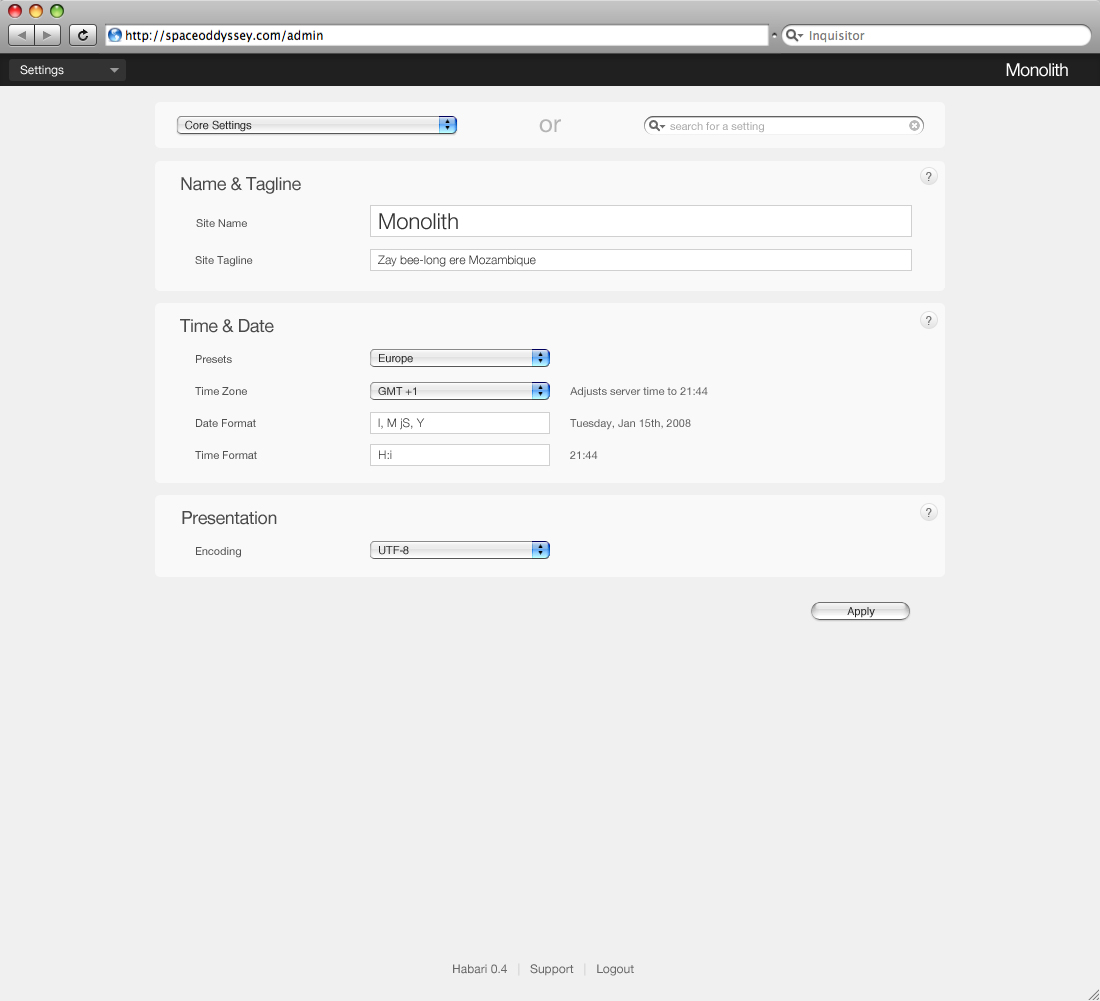 http://spaceoddyssey.com/admin
Inquisitor
Settings
Monolith
Core Settings
or
search for a setting
Name & Tagline
?
Site Name
Monolith
Site Tagline
Zay bee-long ere Mozambique
Time & Date
?
Presets
Europe
Time Zone
GMT +1
Adjusts server time to 21:44
Date Format
l, M jS, Y
Tuesday, Jan 15th, 2008
Time Format
H:i
21:44
Presentation
?
Encoding
UTF-8
Apply
Habari 0.4
Support
Logout